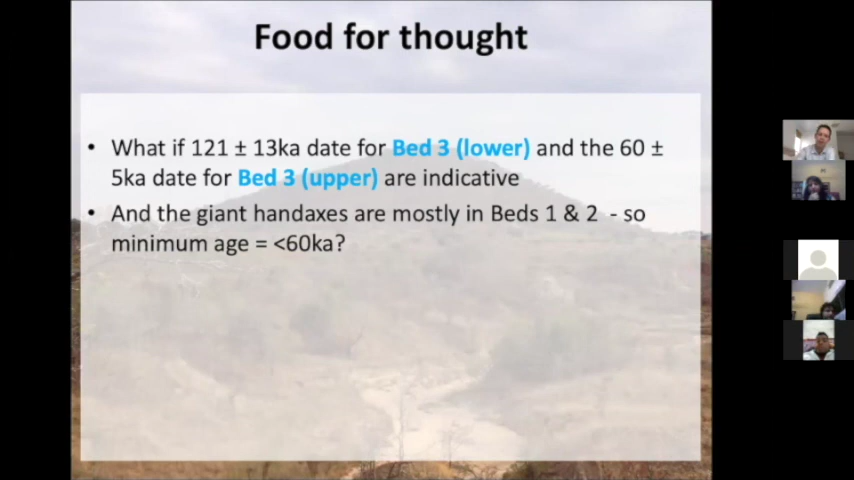 Food for thought
• What if 121 ± 13ka date for Bed 3 (lower) and the 60 ±
5ka date for Bed 3 (upper) are indicative
• And the giant handaxes are mostly in Beds 1 & 2 - so
minimum age = <60ka?